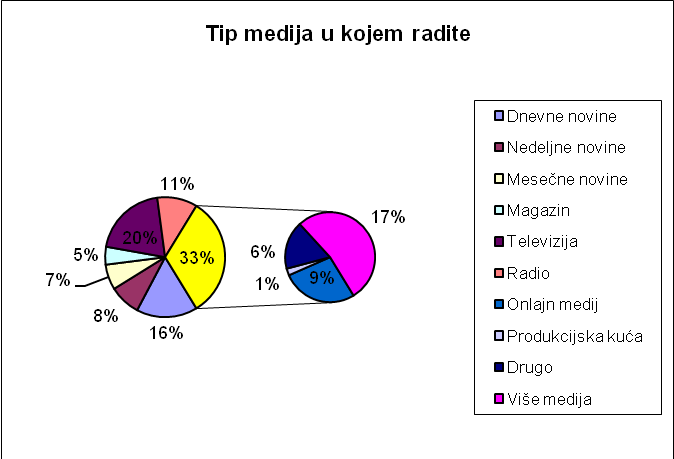 Tip medija u kojem radite
11%
20%
5%
7%
8%
16%
33%
17%
6%
1%
9%
Dnevne novine
Nedeljne novine
Mesečne novine
Magazin
Televizija
Radio
Onlajn medij
Produkcijska kuća
Drugo
Više medija